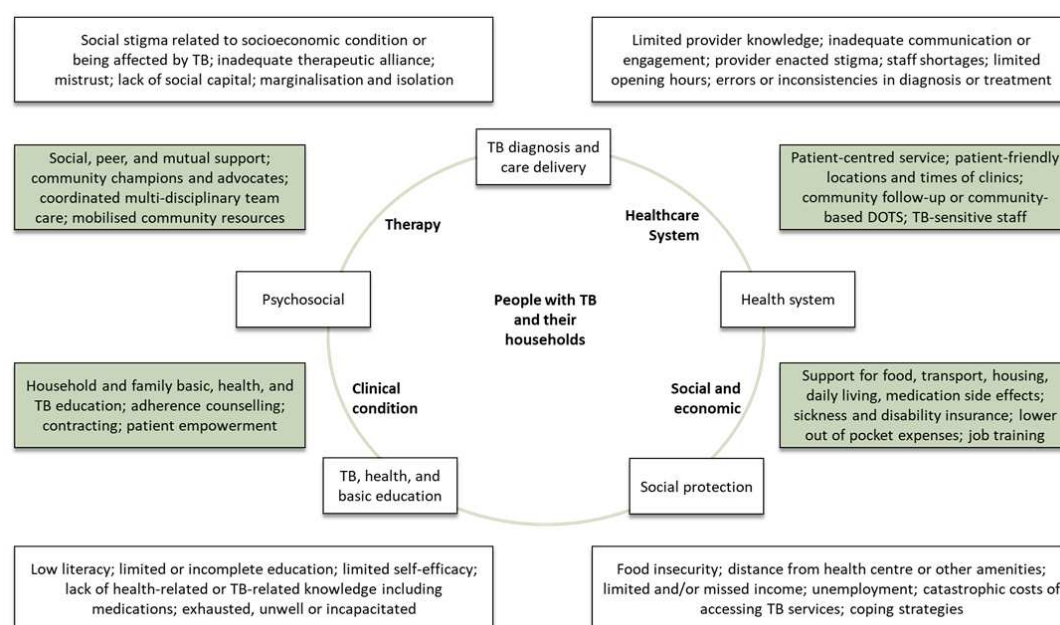 Social stigma related to socioeconomic condition or
being affected by TB; inadequate therapeutic alliance;
mistrust; lack of social capital; marginalisation and isolation
Limited provider knowledge; inadequate communication or
engagement; provider enacted stigma; staff shortages; limited
opening hours; errors or inconsistencies in diagnosis or treatment
TB diagnosis and
care delivery
Social, peer, and mutual support;
community champions and advocates;
coordinated multi-disciplinary team
care; mobilised community resources
Patient-centred service; patient-friendly
locations and times of clinics;
community follow-up or community-
based DOTS; TB-sensitive staff
Therapy
Healthcare
System
Psychosocial
People with TB
and their
households
Health system
Household and family basic, health, and
TB education; adherence counselling;
contracting; patient empowerment
Clinical
condition
Social and
economic
Support for food, transport, housing,
daily living, medication side effects;
sickness and disability insurance; lower
out of pocket expenses; job training
TB, health, and
basic education
Social protection
Low literacy; limited or incomplete education; limited self-efficacy;
lack of health-related or TB-related knowledge including
medications; exhausted, unwell or incapacitated
Food insecurity; distance from health centre or other amenities;
limited and/or missed income; unemployment; catastrophic costs of
accessing TB services; coping strategies